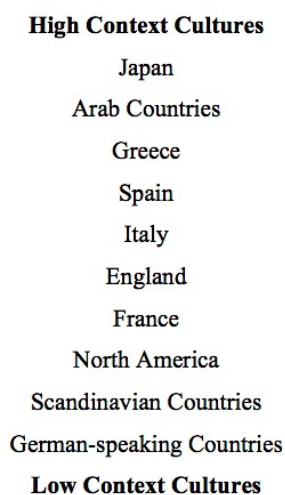 High Context Cultures
Japan
Arab Countries
Greece
Spain
Italy
England
France
North America
Scandinavian Countries
German-speaking Countries
Low Context Cultures